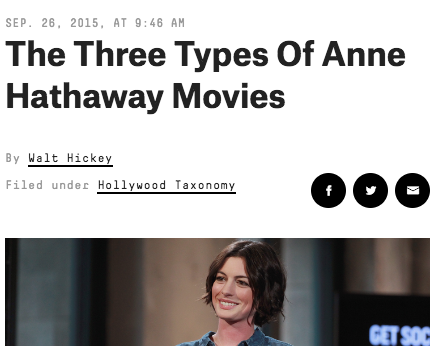 SEP. 26, 2015, AT 9:46 AM
The Three Types Of Anne
Hathaway Movies
By Walt Hickey
Filed under Hollywood Taxonomy
GET SOC